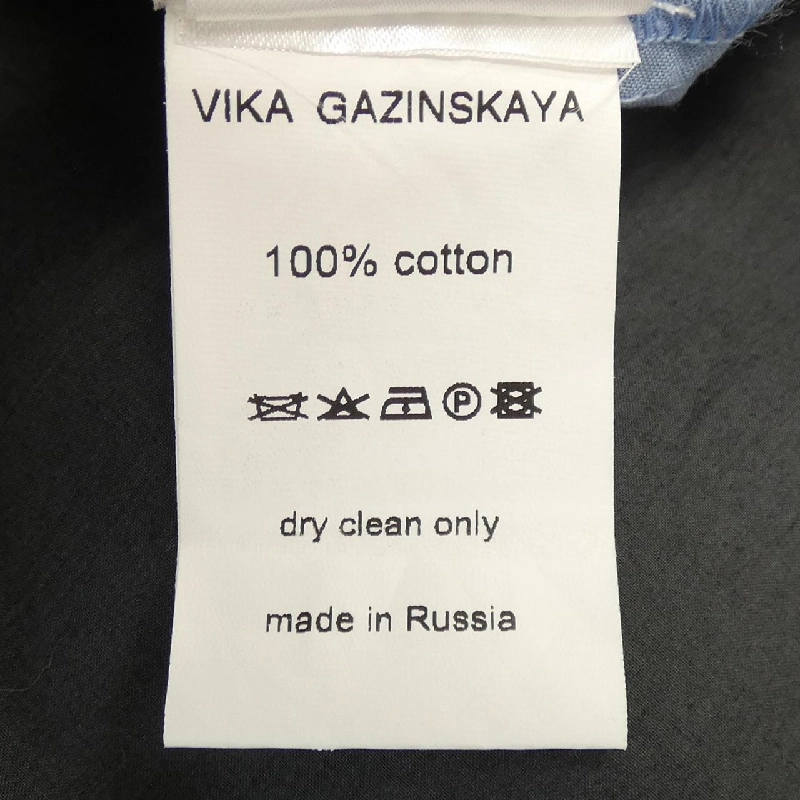 VIKA GAZINSKAYA
100% cotton
P
dry clean only
made in Russia